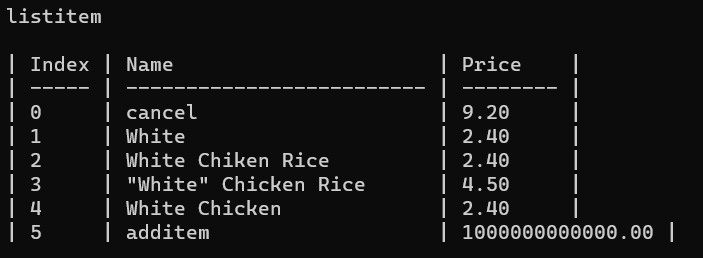 listitem
| Index | Name                      | Price    |
| ----- | ------------------------- | -------- |
| 0     | cancel                    | 9.20     |
| 1     | White                     | 2.40     |
| 2     | White Chiken Rice         | 2.40     |
| 3     | "White" Chicken Rice      | 4.50     |
| 4     | White Chicken             | 2.40     |
| 5     | additem                   | 1000000000000.00 |